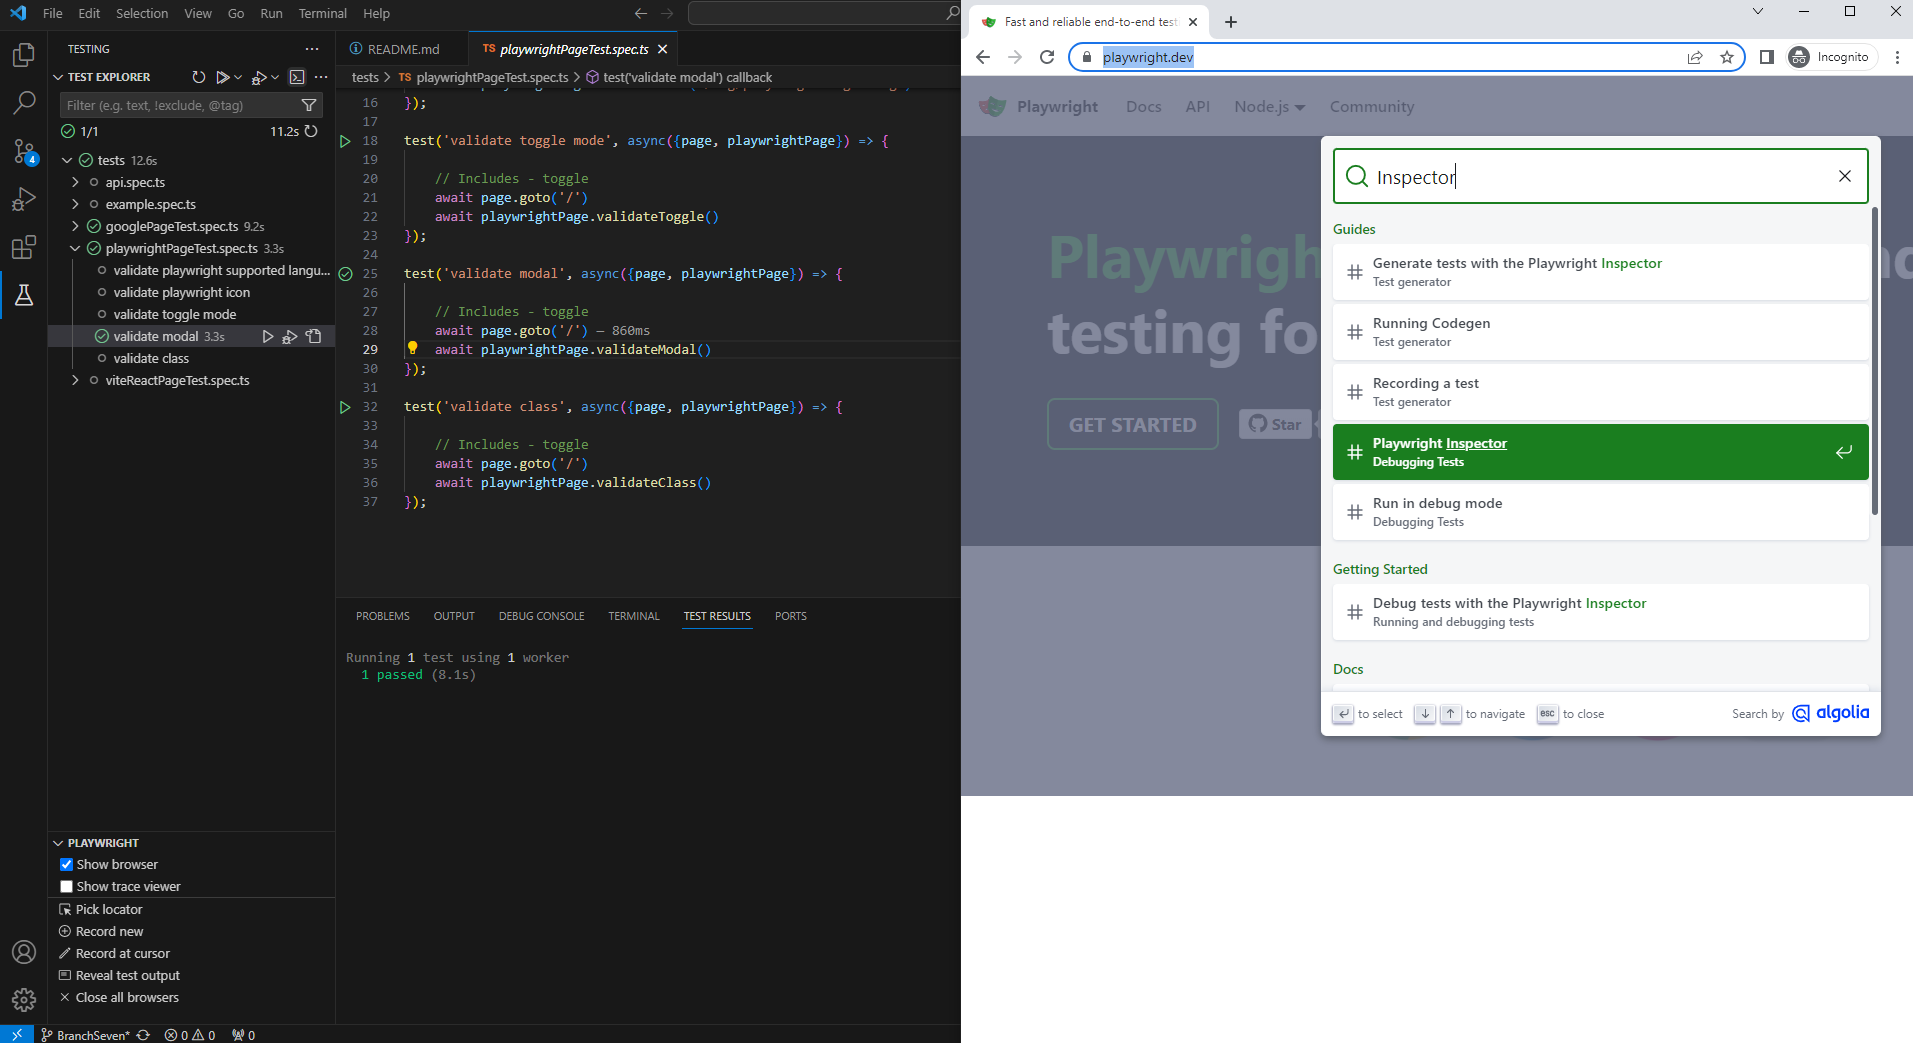 File Edit Selection View Go Run Terminal Help
TESTING
TEST EXPLORER
Filter (e.g. text, !exclude, @tag)
1/1 11.2s
tests 12.6s
api.spec.ts
example.spec.ts
googlePageTest.spec.ts 9.2s
playwrightPageTest.spec.ts 3.3s
validate playwright supported langu...
validate playwright icon
validate toggle mode
validate modal 3.3s
validate class
viteReactPageTest.spec.ts
4
PLAYWRIGHT
Show browser
Show trace viewer
Pick locator
Record new
Record at cursor
Reveal test output
Close all browsers
BranchSeven* 0 0 0
README.md TS playwrightPageTest.spec.ts
tests > TS playwrightPageTest.spec.ts > test('validate modal') callback
16 });
17
18 test('validate toggle mode', async({page, playwrightPage}) => {
19
20 // Includes - toggle
21 await page.goto('/')
22 await playwrightPage.validateToggle()
23 });
24
25 test('validate modal', async({page, playwrightPage}) => {
26
27 // Includes - toggle
28 await page.goto('/') — 860ms
29 await playwrightPage.validateModal()
30 });
31
32 test('validate class', async({page, playwrightPage}) => {
33
34 // Includes - toggle
35 await page.goto('/')
36 await playwrightPage.validateClass()
37 });
PROBLEMS OUTPUT DEBUG CONSOLE TERMINAL TEST RESULTS PORTS
Running 1 test using 1 worker
1 passed (8.1s)
Fast and reliable end-to-end test
playwright.dev
Incognito
Playwright Docs API Node.js Community
Playwrigh
testing fo
GET STARTED
Star
Inspector
Guides
Generate tests with the Playwright Inspector
Test generator
Running Codegen
Test generator
Recording a test
Test generator
Playwright Inspector
Debugging Tests
Run in debug mode
Debugging Tests
Getting Started
Debug tests with the Playwright Inspector
Running and debugging tests
Docs
to select to navigate esc to close
Search by algolia